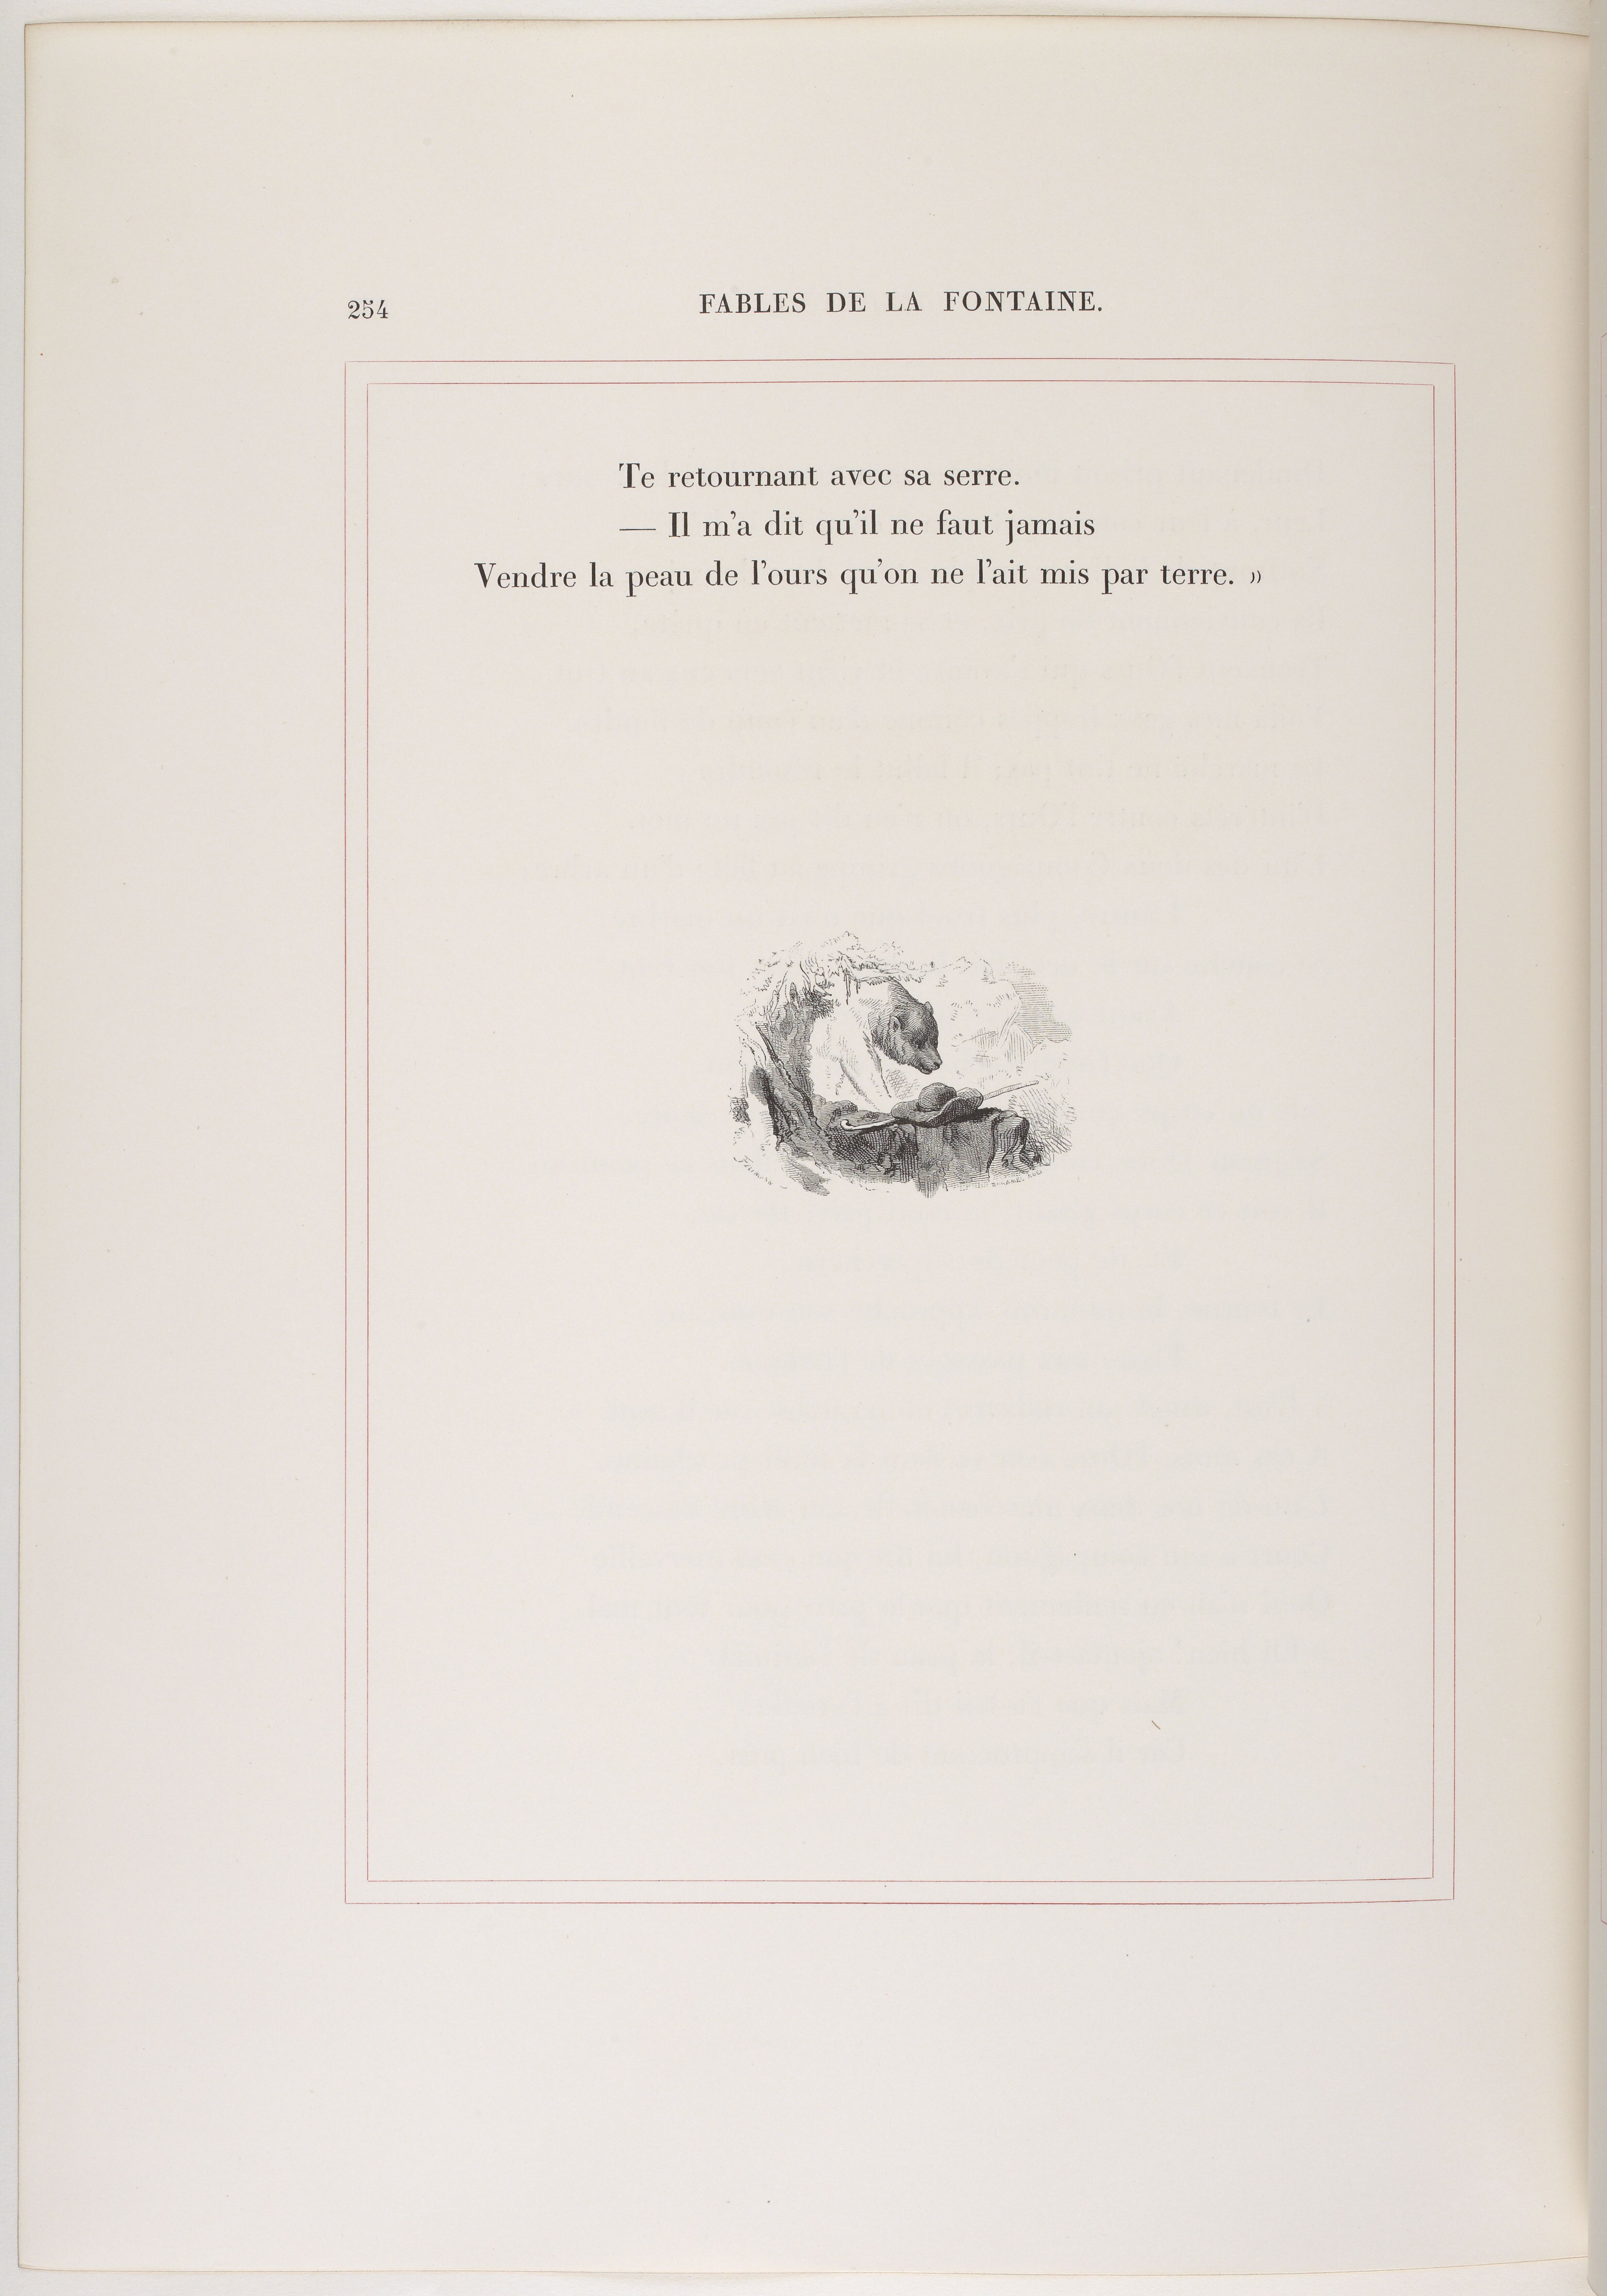 254
FABLES DE LA FONTAINE.
Te retournant avec sa serre.
— Il m'a dit qu'il ne faut jamais
Vendre la peau de l'ours qu'on ne l'ait mis par terre. »